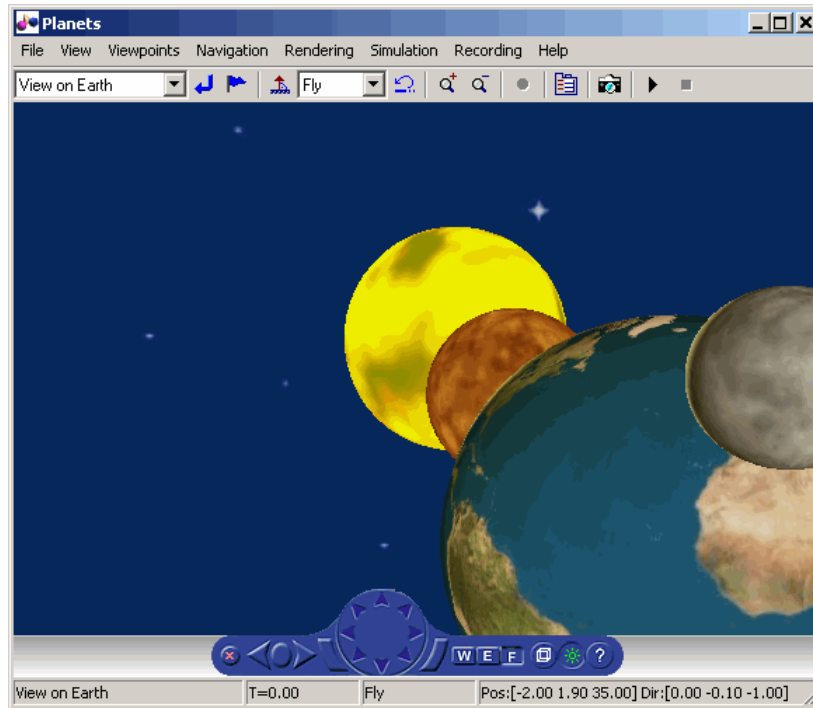 Planets
File View Viewpoints Navigation Rendering Simulation Recording Help
View on Earth Fly
W E F ?
View on Earth T=0.00 Fly Pos:[-2.00 1.90 35.00] Dir:[0.00 -0.10 -1.00]